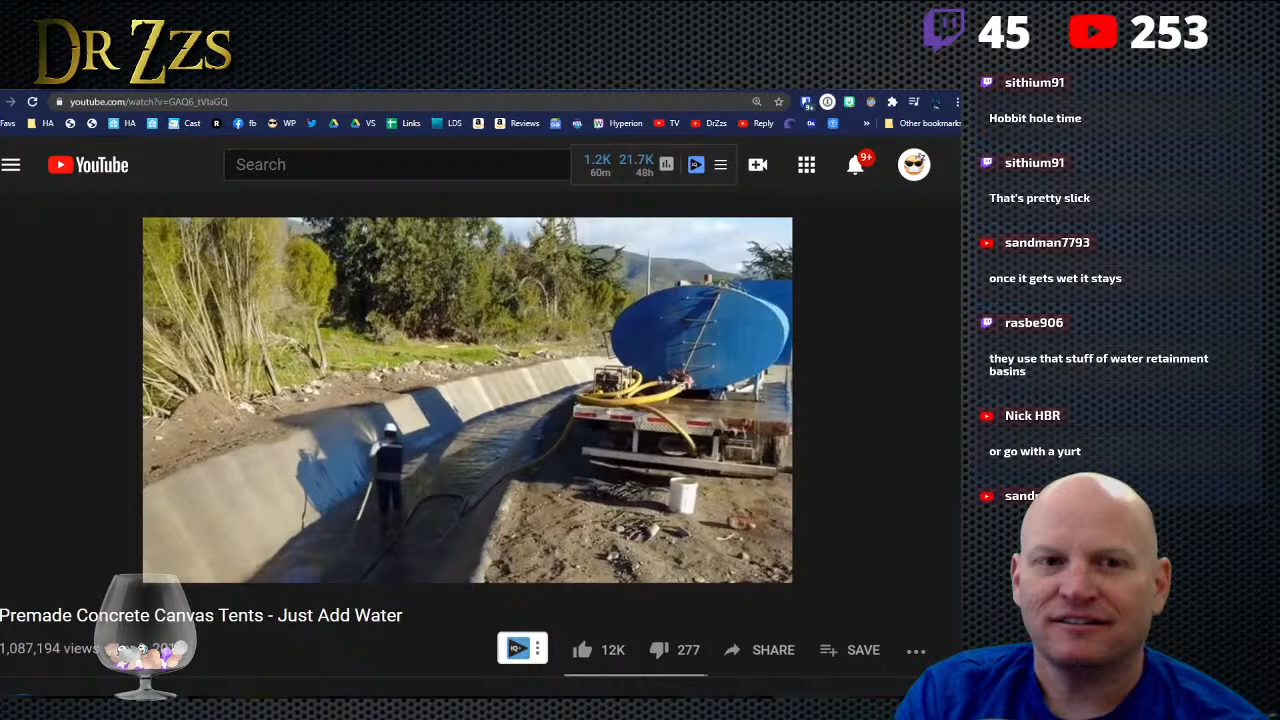 DR ZZS
45
253
youtube.com/watch?v=GAQ6_tVlaGQ
9+
Favs
HA
HA
Cast
fb
WP
VS
Links
LDS
Reviews
Hyperion
TV
DrZzs
Reply
On
»
Other bookmark
YouTube
Search
1.2K
60m
21.7K
48h
9+
Premade Concrete Canvas Tents - Just Add Water
1,087,194 views
12K
277
SHARE
SAVE
sithium91
Hobbit hole time
sithium91
That's pretty slick
sandman7793
once it gets wet it stays
rasbe906
they use that stuff of water retainment
basins
Nick HBR
or go with a yurt